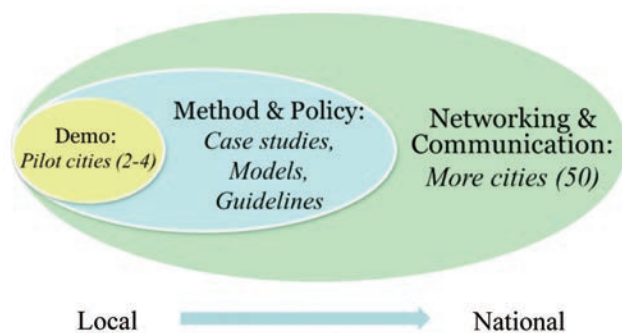 Demo:
Pilot cities (2-4)
Method & Policy:
Case studies,
Models,
Guidelines
Networking &
Communication:
More cities (50)
Local
National